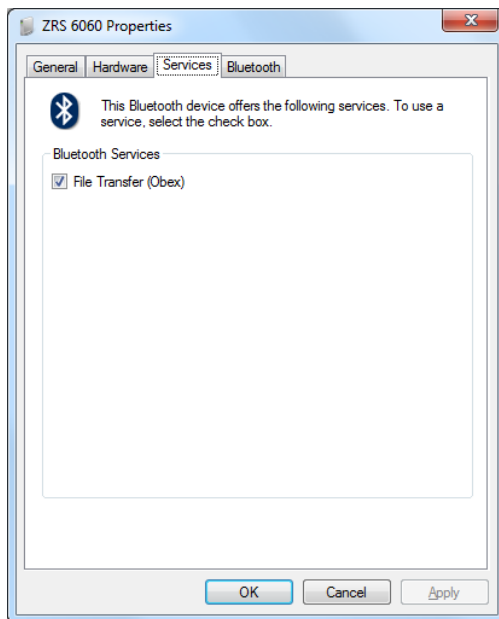 ZRS 6060 Properties
General Hardware Services Bluetooth
This Bluetooth device offers the following services. To use a
service, select the check box.
Bluetooth Services
File Transfer (Obex)
OK Cancel Apply